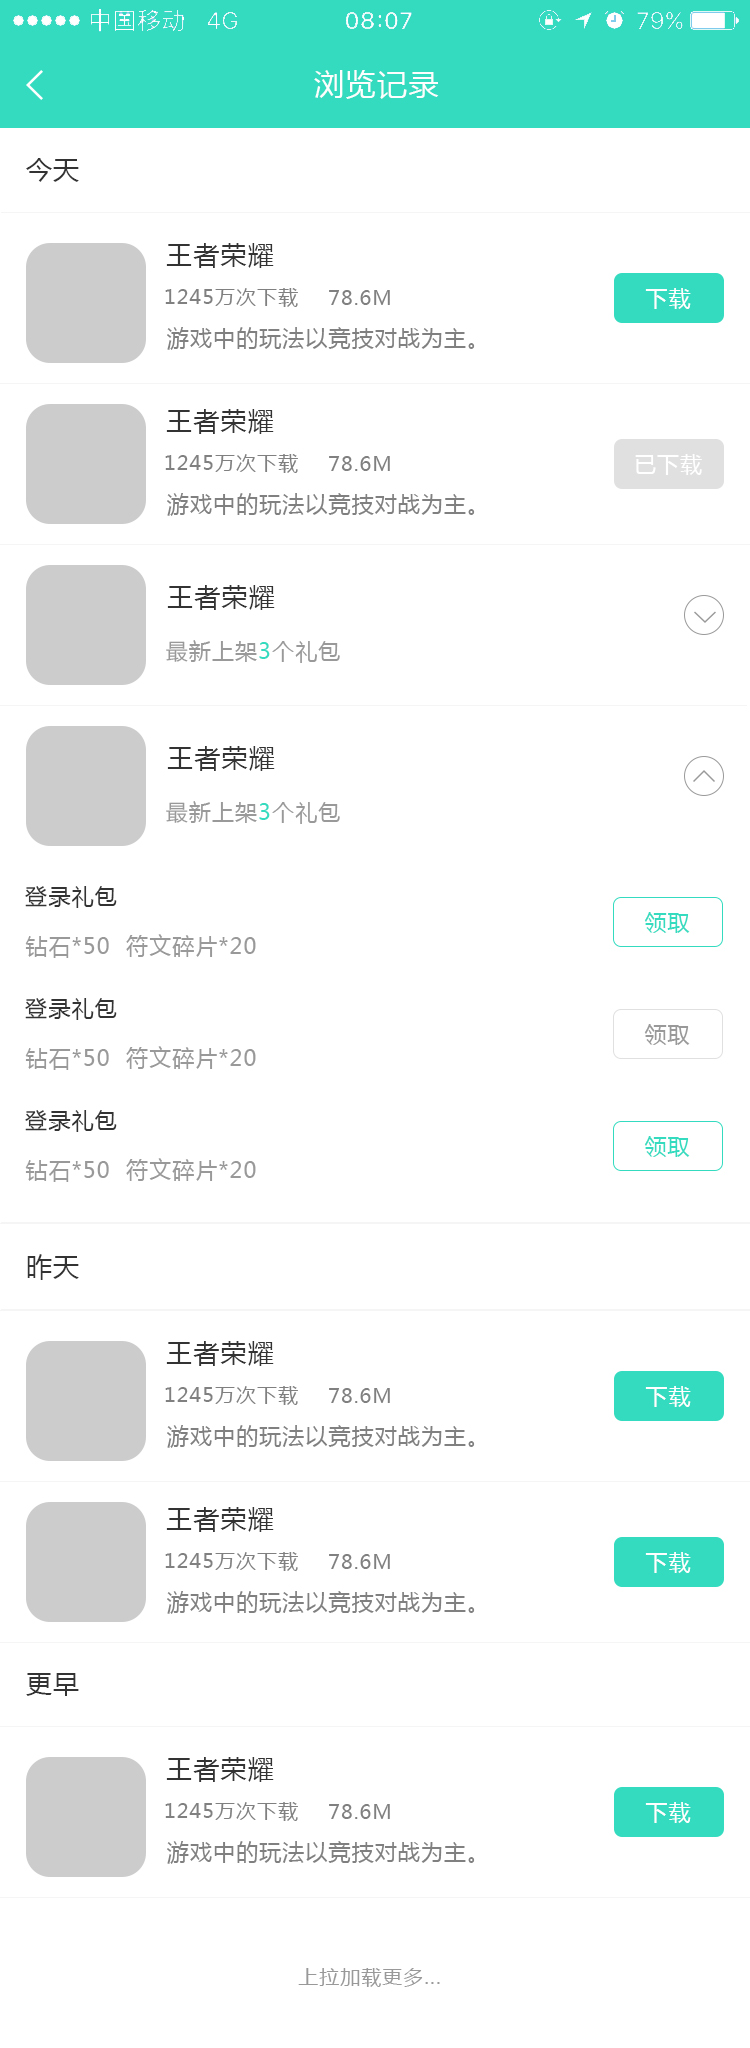 中国移动 4G 08:07 79%
浏览记录
今天
王者荣耀
1245万次下载 78.6M
下载
游戏中的玩法以竞技对战为主。
王者荣耀
1245万次下载 78.6M
已下载
游戏中的玩法以竞技对战为主。
王者荣耀
最新上架3个礼包
王者荣耀
最新上架3个礼包
登录礼包
领取
钻石*50 符文碎片*20
登录礼包
领取
钻石*50 符文碎片*20
登录礼包
领取
钻石*50 符文碎片*20
昨天
王者荣耀
1245万次下载 78.6M
下载
游戏中的玩法以竞技对战为主。
王者荣耀
1245万次下载 78.6M
下载
游戏中的玩法以竞技对战为主。
更早
王者荣耀
1245万次下载 78.6M
下载
游戏中的玩法以竞技对战为主。
上拉加载更多...